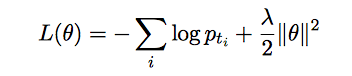 L(θ) = − ∑_i log p_{t_i} + λ/2 ‖θ‖²